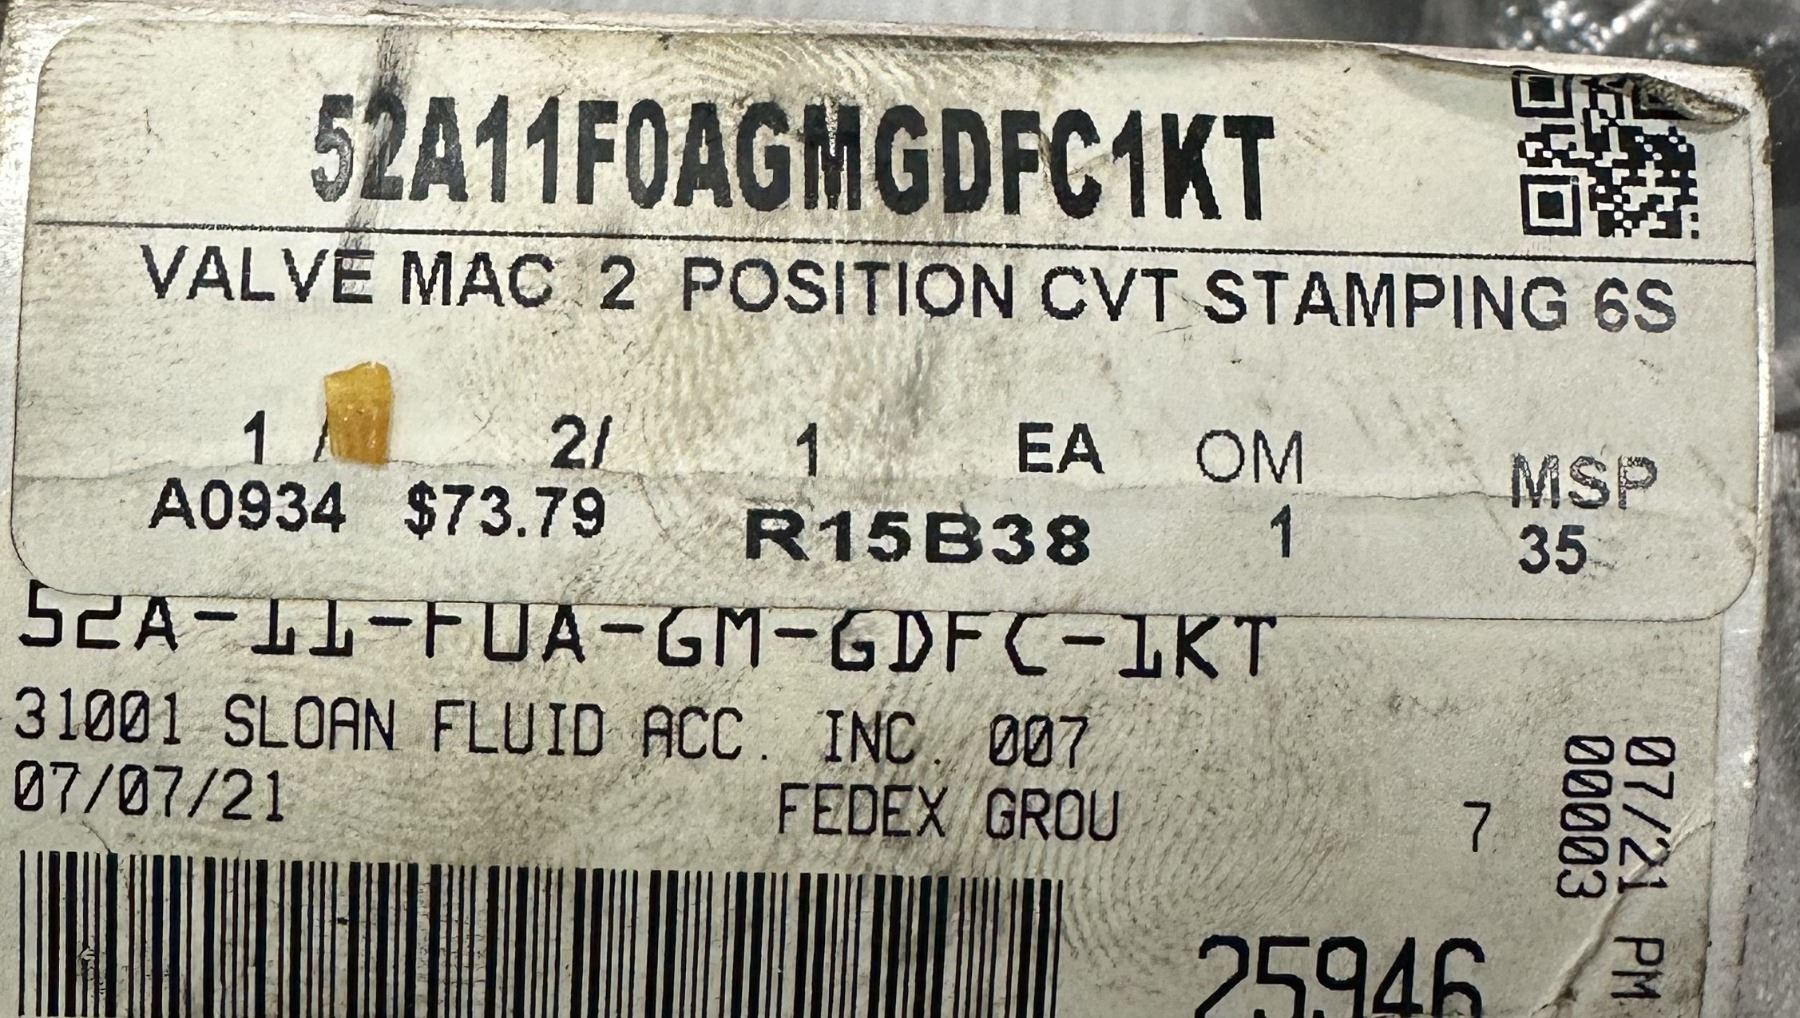 52A11F0AGMGDFC1KT
VALVE MAC 2 POSITION CVT STAMPING 6S
1 / 2/ 1 EA OM MSP
A0934 $73.79 R15B38 1 35
52A-11-F0A-GM-GDFC-1KT
31001 SLOAN FLUID ACC. INC. 007
07/07/21 FEDEX GROU 7
25946
07/21 PM
00003